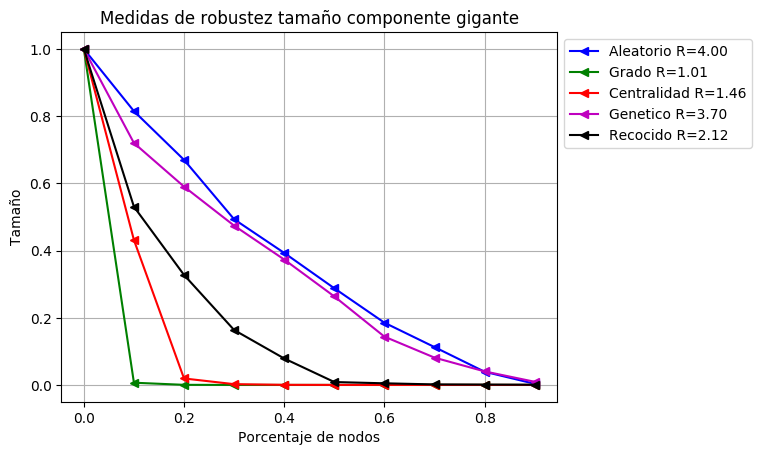 Medidas de robustez tamaño componente gigante
Tamaño
1.0
0.8
0.6
0.4
0.2
0.0
0.0
0.2
0.4
0.6
0.8
Porcentaje de nodos
Aleatorio R=4.00
Grado R=1.01
Centralidad R=1.46
Genetico R=3.70
Recocido R=2.12